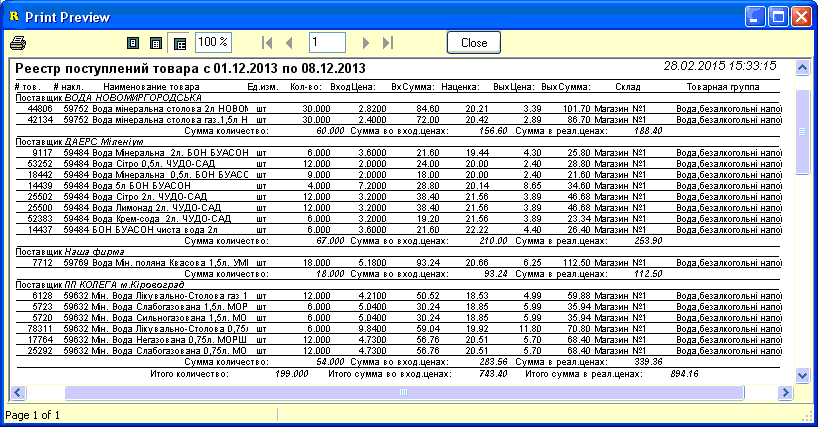 R Print Preview
100 % 1 Close
Реестр поступлений товара с 01.12.2013 по 08.12.2013 28.02.2015 15:33:15
# тов. # накл. Наименование товара Ед.изм. Кол-во: ВходЦена: ВхСумма: Наценка: ВыхЦена: ВыхСумма: Склад Товарная группа
Поставщик ВОДА НОВОМИРГОРОДСЬКА
44806 59752 Вода мінеральна столова 2л НОВОМ шт 30.000 2.8200 84.60 20.21 3.39 101.70 Магазин №1 Вода,безалкогольні напої
42134 59752 Вода мінеральна столова газ.1,5л Н шт 30.000 2.4000 72.00 20.42 2.89 86.70 Магазин №1 Вода,безалкогольні напої
Сумма количество: 60.000 Сумма во вход.ценах: 156.60 Сумма в реал.ценах: 188.40
Поставщик ДАЕРС Міленіум
9117 59484 Вода Мінеральна 2л. БОН БУАСОН шт 6.000 3.6000 21.60 19.44 4.30 25.80 Магазин №1 Вода,безалкогольні напої
53252 59484 Вода Сітро 0,5л. ЧУДО-САД шт 12.000 2.0000 24.00 20.00 2.40 28.80 Магазин №1 Вода,безалкогольні напої
18442 59484 Вода Мінеральна 0,5л. БОН БУАСС шт 9.000 2.0000 18.00 20.00 2.40 21.60 Магазин №1 Вода,безалкогольні напої
14439 59484 Вода 5л БОН БУАСОН шт 4.000 7.2000 28.80 20.14 8.65 34.60 Магазин №1 Вода,безалкогольні напої
25502 59484 Вода Сітро 2л. ЧУДО-САД шт 12.000 3.2000 38.40 21.56 3.89 46.68 Магазин №1 Вода,безалкогольні напої
25500 59484 Вода Лимонад 2л. ЧУДО-САД шт 12.000 3.2000 38.40 21.56 3.89 46.68 Магазин №1 Вода,безалкогольні напої
52383 59484 Вода Крем-сода 2л. ЧУДО-САД шт 6.000 3.2000 19.20 21.56 3.89 23.34 Магазин №1 Вода,безалкогольні напої
14437 59484 БОН БУАСОН чиста вода 2л шт 6.000 3.6000 21.60 22.22 4.40 26.40 Магазин №1 Вода,безалкогольні напої
Сумма количество: 67.000 Сумма во вход.ценах: 210.00 Сумма в реал.ценах: 253.90
Поставщик Наша фирма
7712 59769 Вода Мін. поляна Квасова 1,5л. УМІ шт 18.000 5.1800 93.24 20.66 6.25 112.50 Магазин №1 Вода,безалкогольні напої
Сумма количество: 18.000 Сумма во вход.ценах: 93.24 Сумма в реал.ценах: 112.50
Поставщик ПП КОЛЕГА м.Кіровоград
6128 59632 Мін. Вода Лікувально-Столова газ 1 шт 12.000 4.2100 50.52 18.53 4.99 59.88 Магазин №1 Вода,безалкогольні напої
5723 59632 Мін. Вода Слабогазована 1,5л. МОР шт 6.000 5.0400 30.24 18.85 5.99 35.94 Магазин №1 Вода,безалкогольні напої
5720 59632 Мін. Вода Сильногазована 1,5л. МО шт 6.000 5.0400 30.24 18.85 5.99 35.94 Магазин №1 Вода,безалкогольні напої
78311 59632 Мін. Вода Лікувально-Столова 0,75л шт 6.000 9.8400 59.04 19.92 11.80 70.80 Магазин №1 Вода,безалкогольні напої
17764 59632 Мін. Вода Негазована 0,75л. МОРШ шт 12.000 4.7300 56.76 20.51 5.70 68.40 Магазин №1 Вода,безалкогольні напої
25292 59632 Мін. Вода Слабогазована 0,75л. МО шт 12.000 4.7300 56.76 20.51 5.70 68.40 Магазин №1 Вода,безалкогольні напої
Сумма количество: 54.000 Сумма во вход.ценах: 283.56 Сумма в реал.ценах: 339.36
Итого количество: 199.000 Итого сумма во вход.ценах: 743.40 Итого сумма в реал.ценах: 894.16
Page 1 of 1